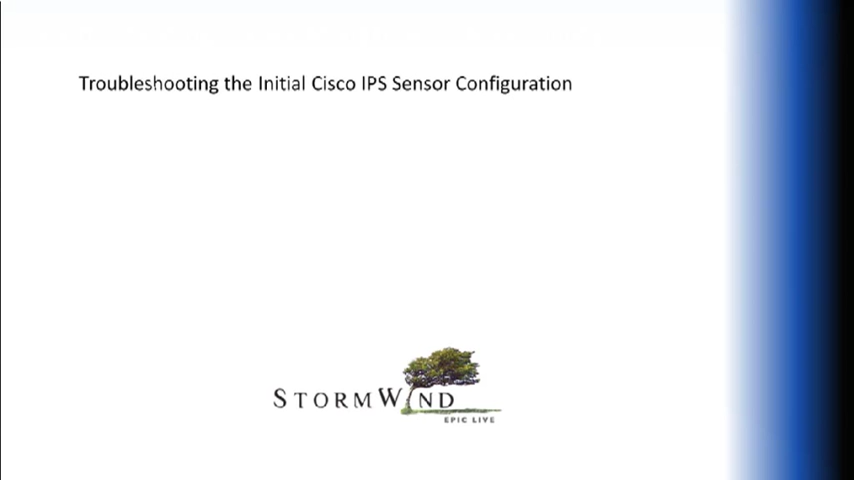 Troubleshooting the Initial Cisco IPS Sensor Configuration
STORMWIND
EPIC LIVE